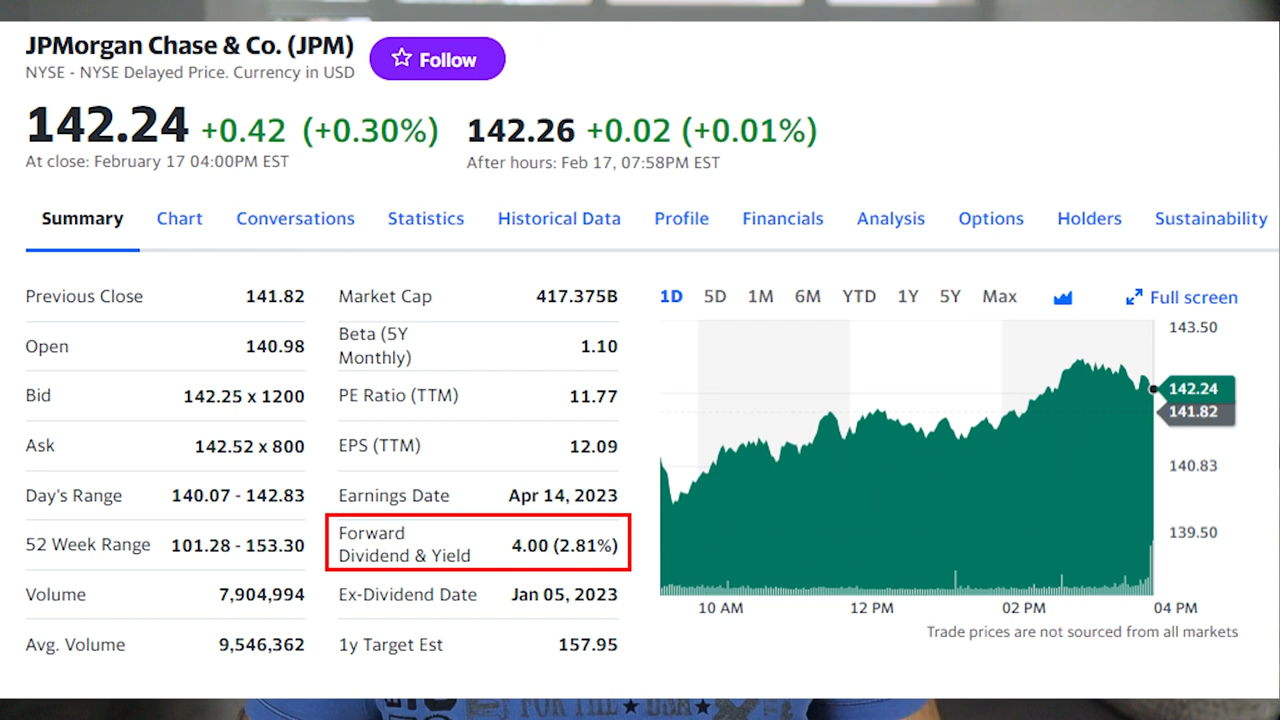 JPMorgan Chase & Co. (JPM)
Follow
NYSE - NYSE Delayed Price. Currency in USD
142.24 +0.42 (+0.30%) 142.26 +0.02 (+0.01%)
At close: February 17 04:00PM EST After hours: Feb 17, 07:58PM EST
Summary Chart Conversations Statistics Historical Data Profile Financials Analysis Options Holders Sustainability
Previous Close 141.82
Open 140.98
Bid 142.25 x 1200
Ask 142.52 x 800
Day's Range 140.07 - 142.83
52 Week Range 101.28 - 153.30
Volume 7,904,994
Avg. Volume 9,546,362
Market Cap 417.375B
Beta (5Y
Monthly) 1.10
PE Ratio (TTM) 11.77
EPS (TTM) 12.09
Earnings Date Apr 14, 2023
Forward
Dividend & Yield 4.00 (2.81%)
Ex-Dividend Date Jan 05, 2023
1y Target Est 157.95
1D 5D 1M 6M YTD 1Y 5Y Max Full screen
143.50
142.24
141.82
140.83
139.50
10 AM 12 PM 02 PM 04 PM
Trade prices are not sourced from all markets
FOR THE USA